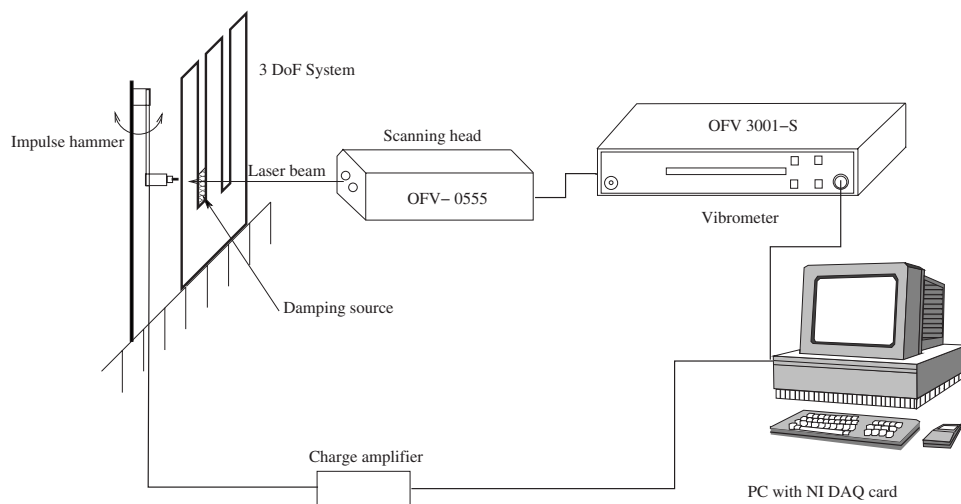 3 DoF System
Impulse hammer
Scanning head
OFV 3001-S
Laser beam
OFV- 0555
Vibrometer
Damping source
Charge amplifier
PC with NI DAQ card